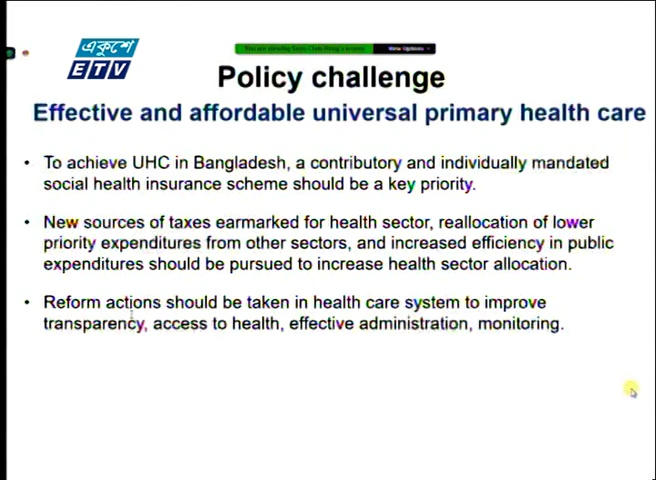 একুশে
ETV
View Options
Policy challenge
Effective and affordable universal primary health care
• To achieve UHC in Bangladesh, a contributory and individually mandated
social health insurance scheme should be a key priority.
• New sources of taxes earmarked for health sector, reallocation of lower
priority expenditures from other sectors, and increased efficiency in public
expenditures should be pursued to increase health sector allocation.
• Reform actions should be taken in health care system to improve
transparency, access to health, effective administration, monitoring.